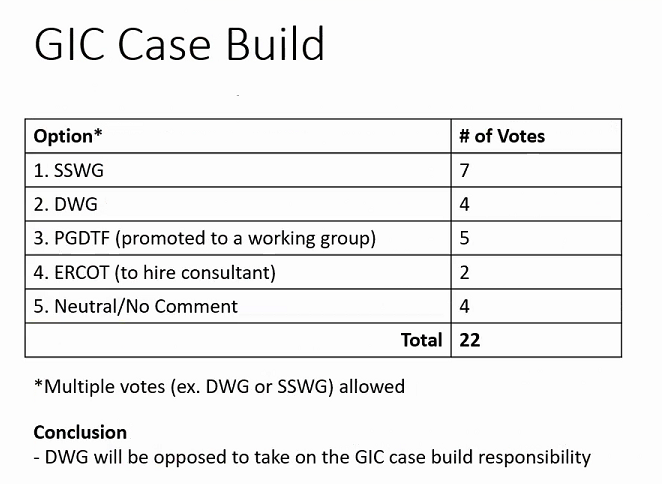 GIC Case Build
Option* # of Votes
1. SSWG 7
2. DWG 4
3. PGDTF (promoted to a working group) 5
4. ERCOT (to hire consultant) 2
5. Neutral/No Comment 4
Total 22
*Multiple votes (ex. DWG or SSWG) allowed
Conclusion
- DWG will be opposed to take on the GIC case build responsibility